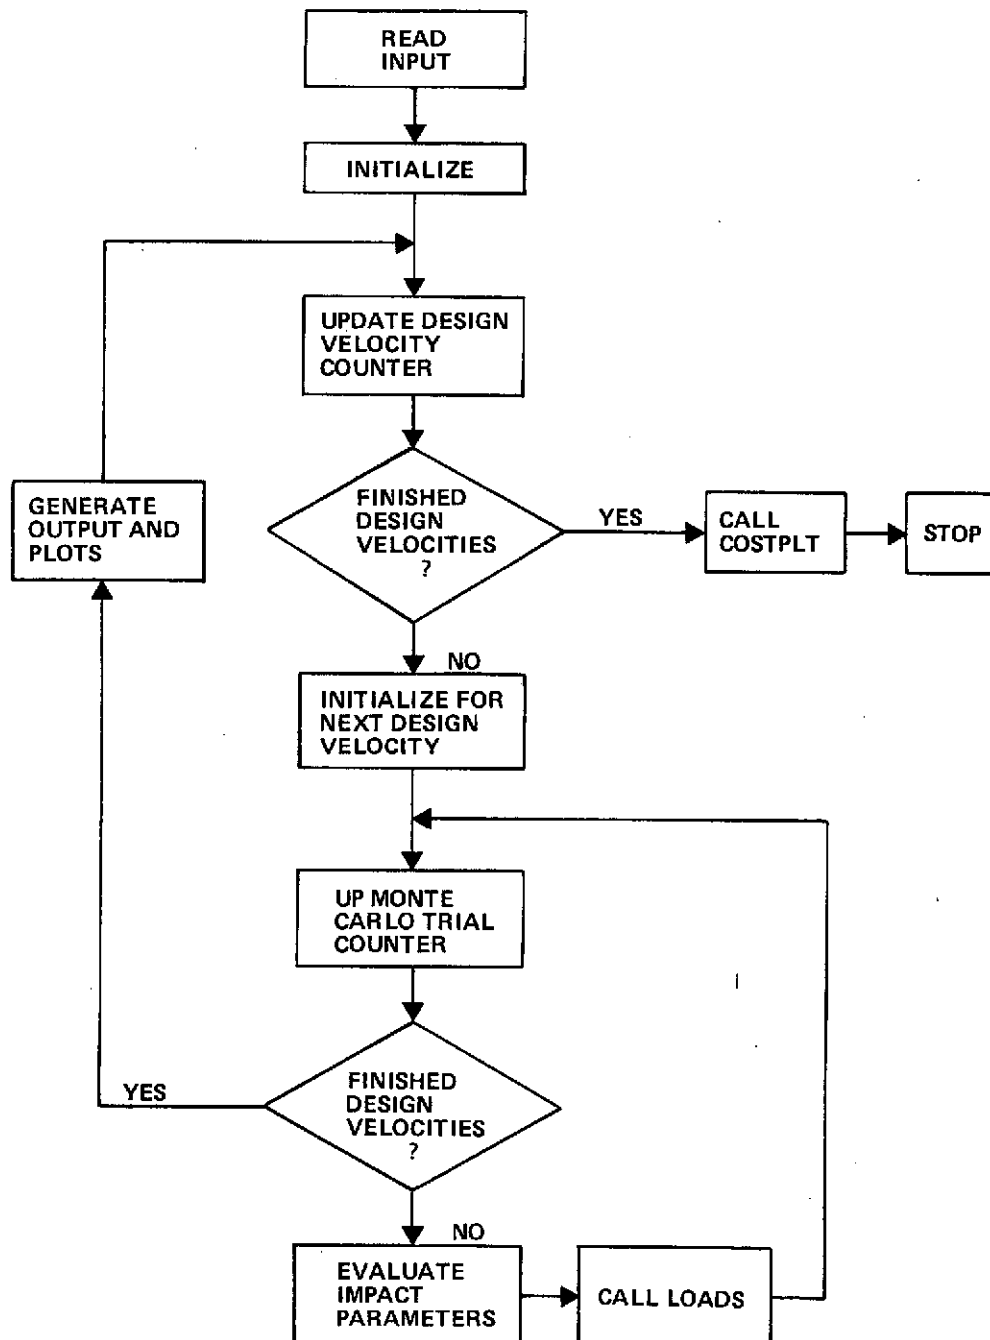 READ
INPUT
INITIALIZE
UPDATE DESIGN
VELOCITY
COUNTER
FINISHED
DESIGN
VELOCITIES
?
YES
CALL
COSTPLT
STOP
GENERATE
OUTPUT AND
PLOTS
NO
INITIALIZE FOR
NEXT DESIGN
VELOCITY
UP MONTE
CARLO TRIAL
COUNTER
FINISHED
DESIGN
VELOCITIES
?
YES
NO
EVALUATE
IMPACT
PARAMETERS
CALL LOADS